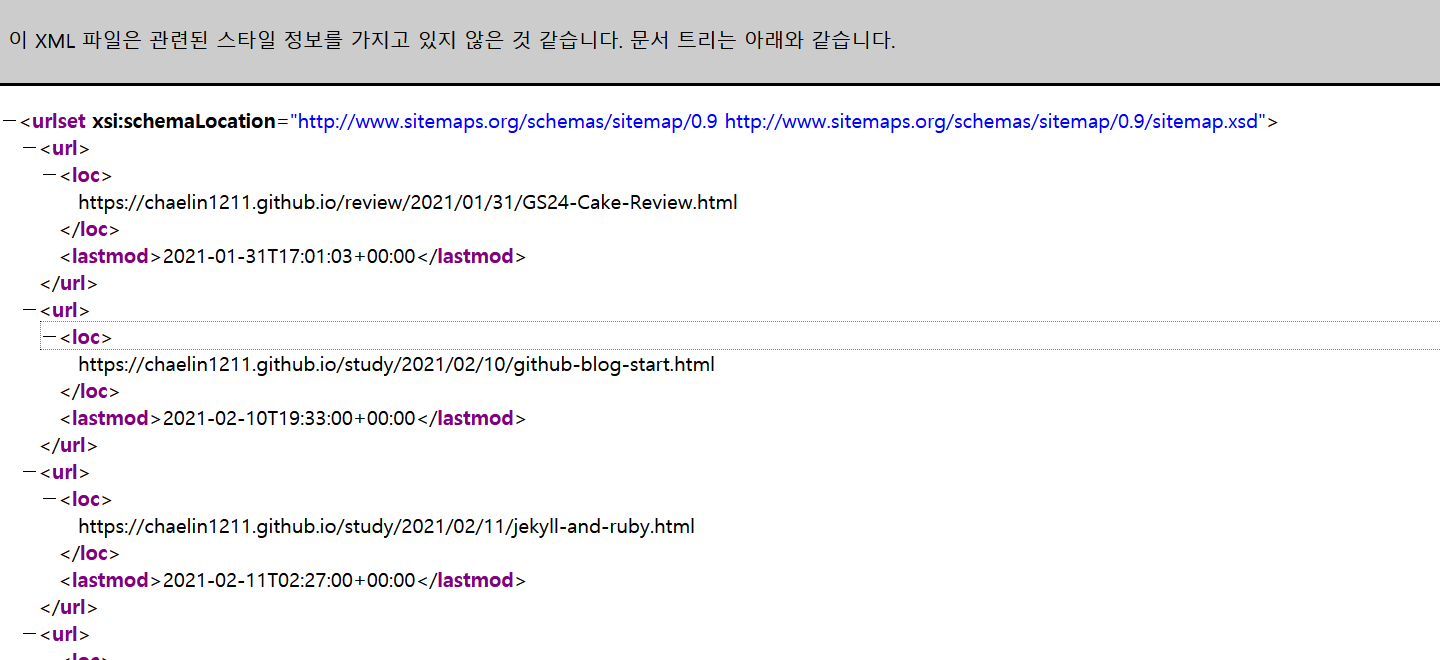 이 XML 파일은 관련된 스타일 정보를 가지고 있지 않은 것 같습니다. 문서 트리는 아래와 같습니다.
<urlset xsi:schemaLocation="http://www.sitemaps.org/schemas/sitemap/0.9 http://www.sitemaps.org/schemas/sitemap/0.9/sitemap.xsd">
<url>
<loc>
https://chaelin1211.github.io/review/2021/01/31/GS24-Cake-Review.html
</loc>
<lastmod>2021-01-31T17:01:03+00:00</lastmod>
</url>
<url>
<loc>
https://chaelin1211.github.io/study/2021/02/10/github-blog-start.html
</loc>
<lastmod>2021-02-10T19:33:00+00:00</lastmod>
</url>
<url>
<loc>
https://chaelin1211.github.io/study/2021/02/11/jekyll-and-ruby.html
</loc>
<lastmod>2021-02-11T02:27:00+00:00</lastmod>
</url>
<url>
<loc>